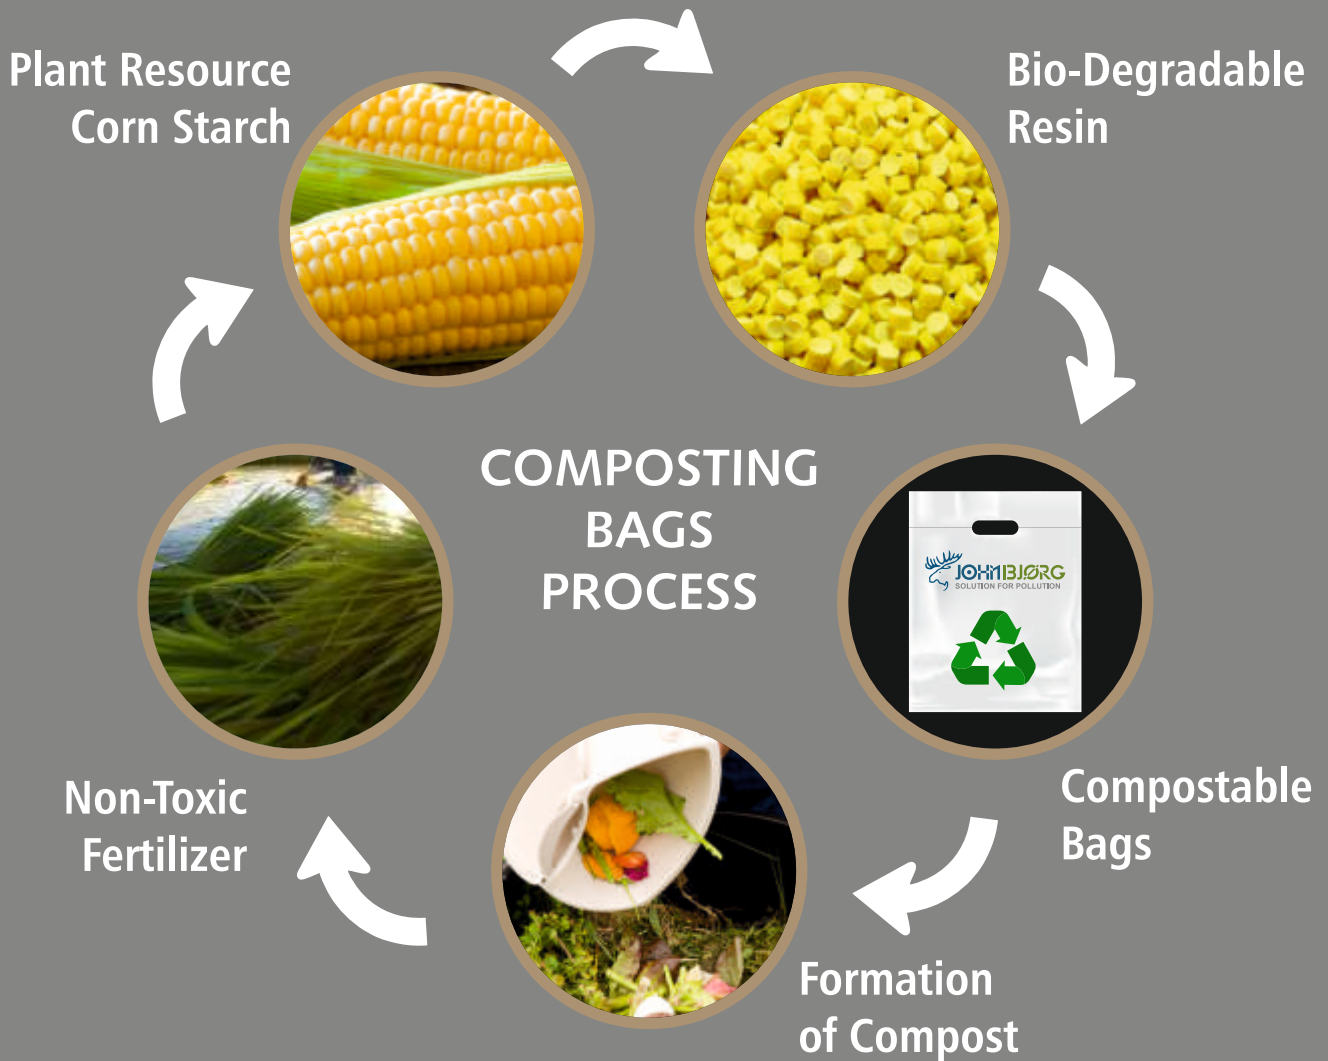 Plant Resource
Corn Starch
Bio-Degradable
Resin
COMPOSTING
BAGS
PROCESS
JOHMBJØRG
SOLUTION FOR POLLUTION
Compostable
Bags
Non-Toxic
Fertilizer
Formation
of Compost